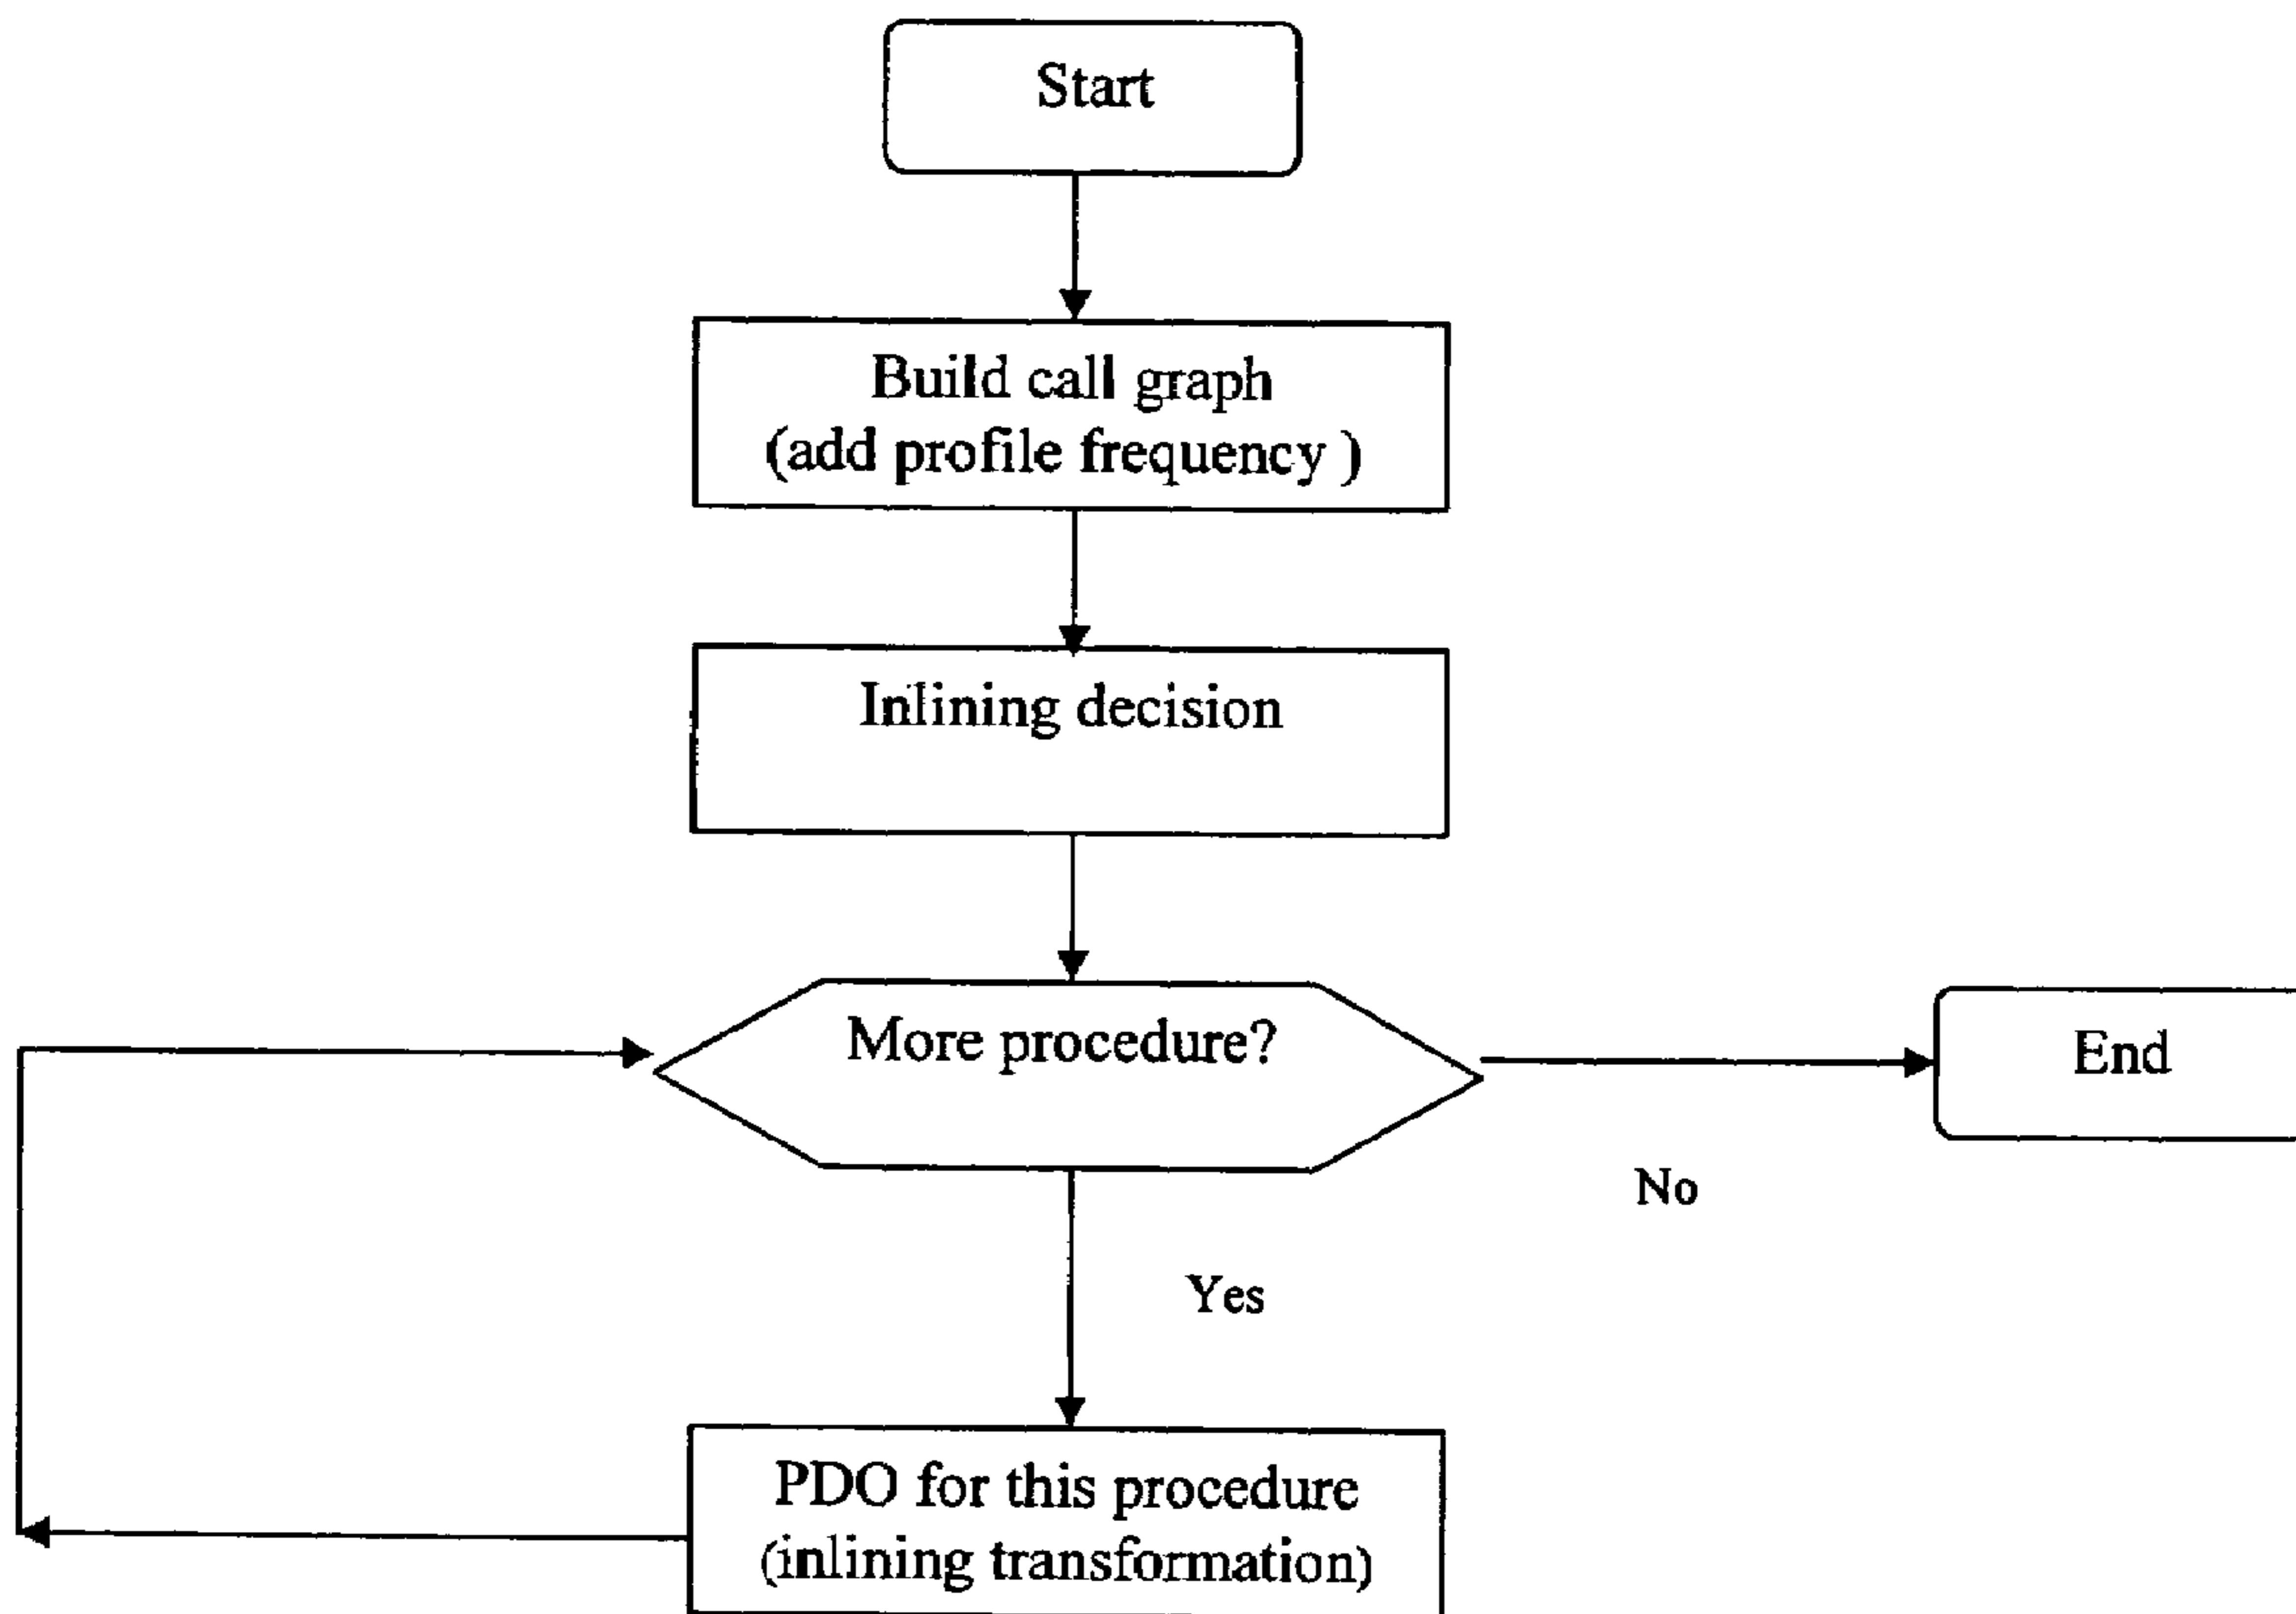 Start
Build call graph
(add profile frequency )
Inlining decision
More procedure?
End
No
Yes
PDO for this procedure
(inlining transformation)